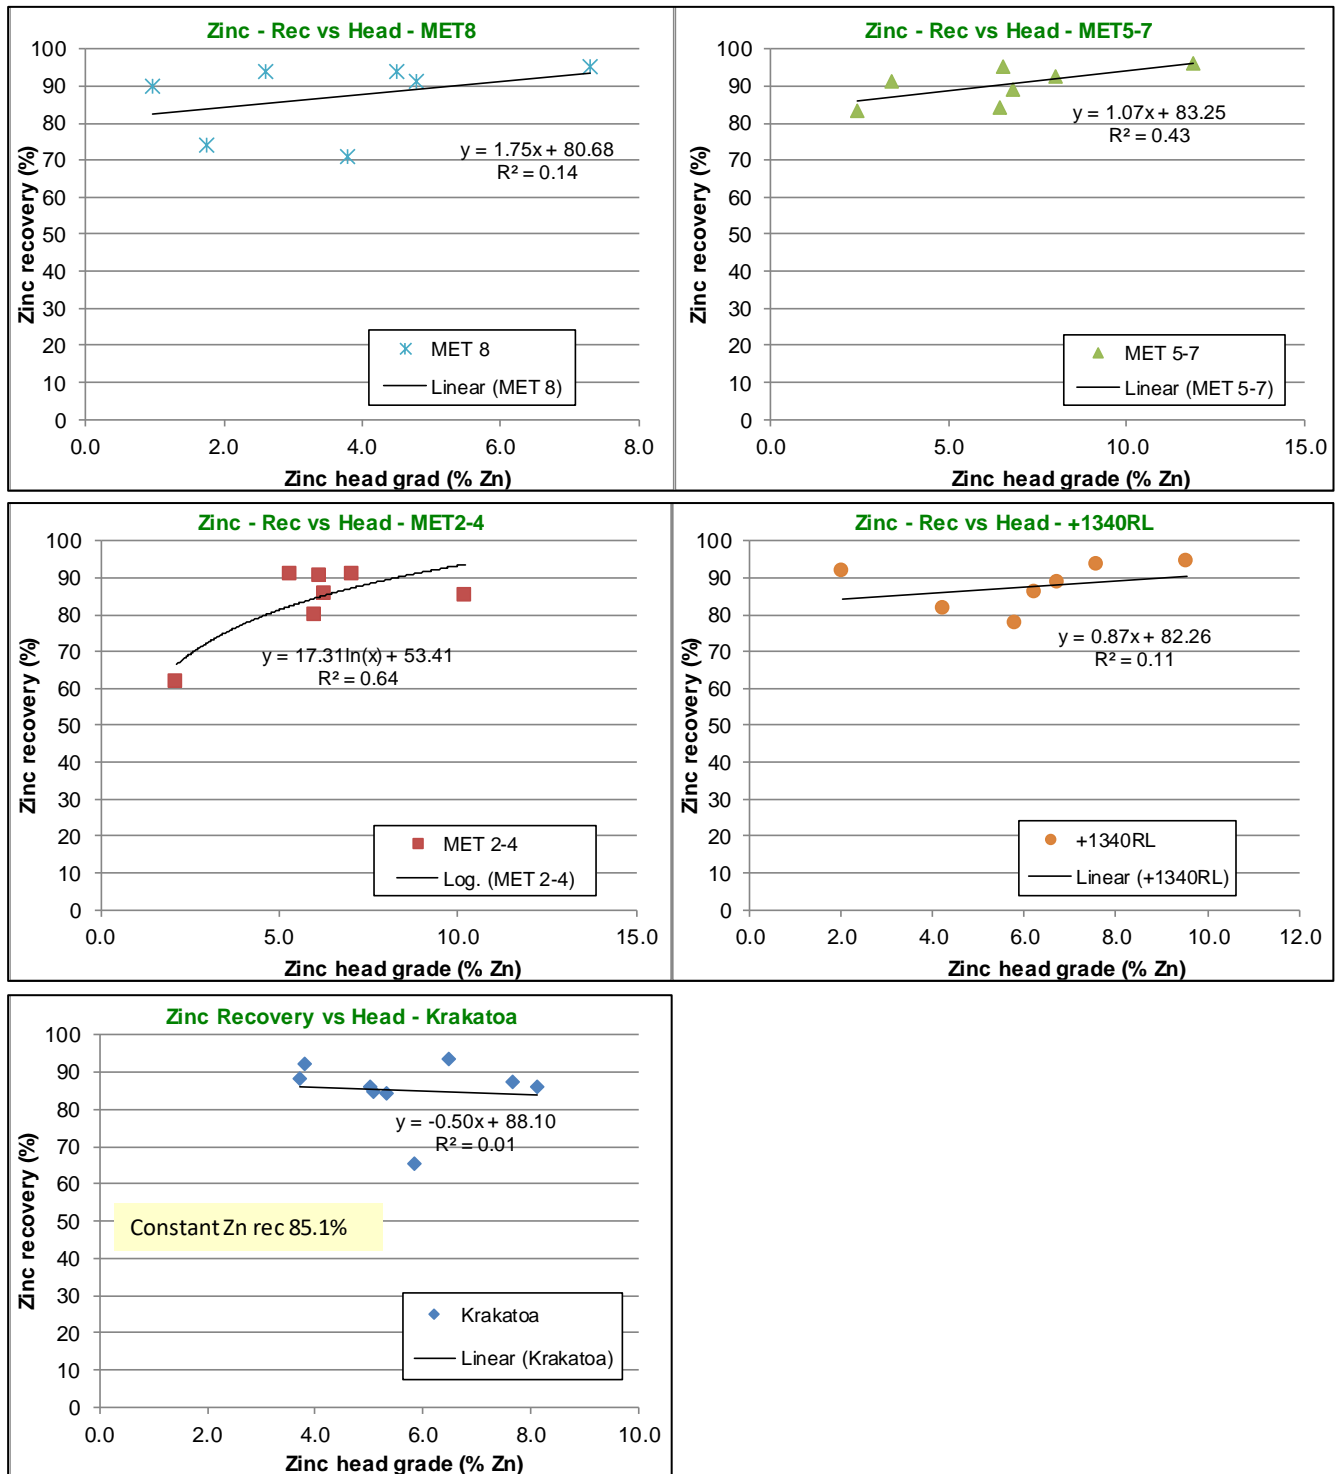 Zinc - Rec vs Head - MET8
100
90
80
70
60
50
40
30
20
10
0
Zinc recovery (%)
y = 1.75x + 80.68
R² = 0.14
MET 8
Linear (MET 8)
0.0 2.0 4.0 6.0 8.0
Zinc head grad (% Zn)
Zinc - Rec vs Head - MET5-7
100
90
80
70
60
50
40
30
20
10
0
Zinc recovery (%)
y = 1.07x + 83.25
R² = 0.43
MET 5-7
Linear (MET 5-7)
0.0 5.0 10.0 15.0
Zinc head grade (% Zn)
Zinc - Rec vs Head - MET2-4
100
90
80
70
60
50
40
30
20
10
0
Zinc recovery (%)
y = 17.31ln(x) + 53.41
R² = 0.64
MET 2-4
Log. (MET 2-4)
0.0 5.0 10.0 15.0
Zinc head grade (% Zn)
Zinc - Rec vs Head - +1340RL
100
90
80
70
60
50
40
30
20
10
0
Zinc recovery (%)
y = 0.87x + 82.26
R² = 0.11
+1340RL
Linear (+1340RL)
0.0 2.0 4.0 6.0 8.0 10.0 12.0
Zinc head grade (% Zn)
Zinc Recovery vs Head - Krakatoa
100
90
80
70
60
50
40
30
20
10
0
Zinc recovery (%)
y = -0.50x + 88.10
R² = 0.01
Constant Zn rec 85.1%
Krakatoa
Linear (Krakatoa)
0.0 2.0 4.0 6.0 8.0 10.0
Zinc head grade (% Zn)